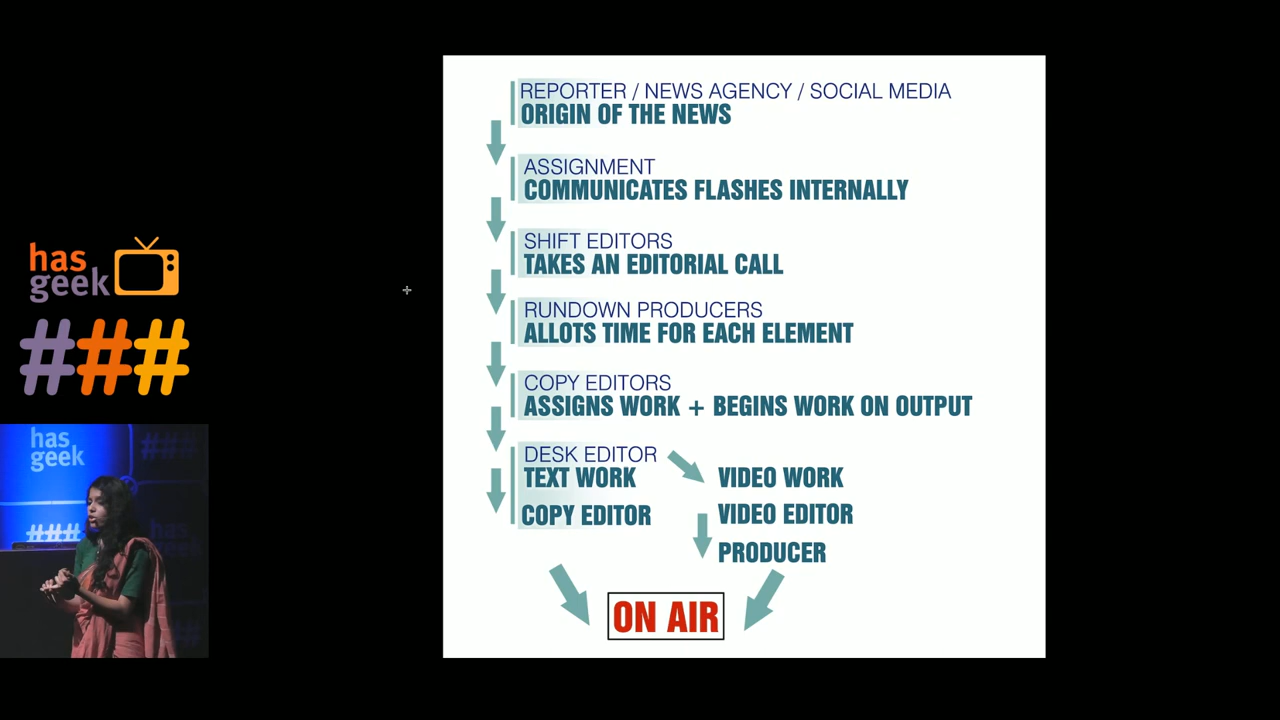 has
geek
###
has
geek
###
###
REPORTER / NEWS AGENCY / SOCIAL MEDIA
ORIGIN OF THE NEWS
ASSIGNMENT
COMMUNICATES FLASHES INTERNALLY
SHIFT EDITORS
TAKES AN EDITORIAL CALL
RUNDOWN PRODUCERS
ALLOTS TIME FOR EACH ELEMENT
COPY EDITORS
ASSIGNS WORK + BEGINS WORK ON OUTPUT
DESK EDITOR
TEXT WORK
VIDEO WORK
COPY EDITOR
VIDEO EDITOR
PRODUCER
ON AIR